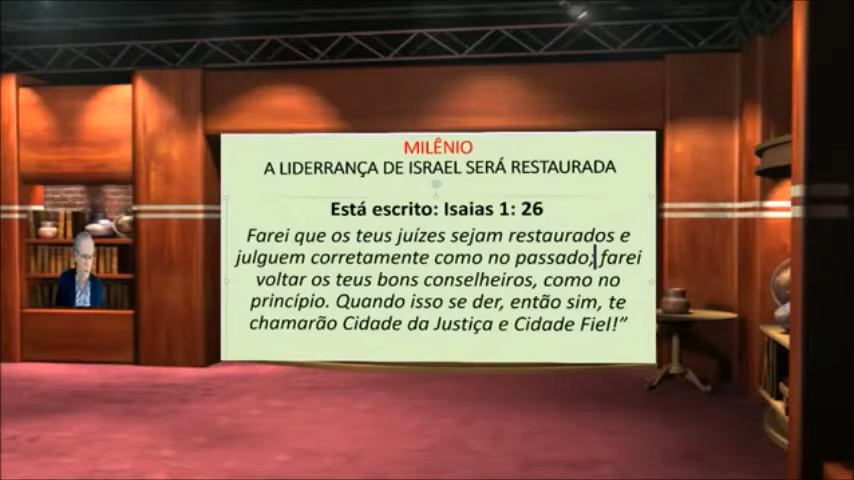 MILÊNIO
A LIDERRANÇA DE ISRAEL SERÁ RESTAURADA
Está escrito: Isaias 1: 26
Farei que os teus juízes sejam restaurados e
julguem corretamente como no passado; farei
voltar os teus bons conselheiros, como no
princípio. Quando isso se der, então sim, te
chamarão Cidade da Justiça e Cidade Fiel!”